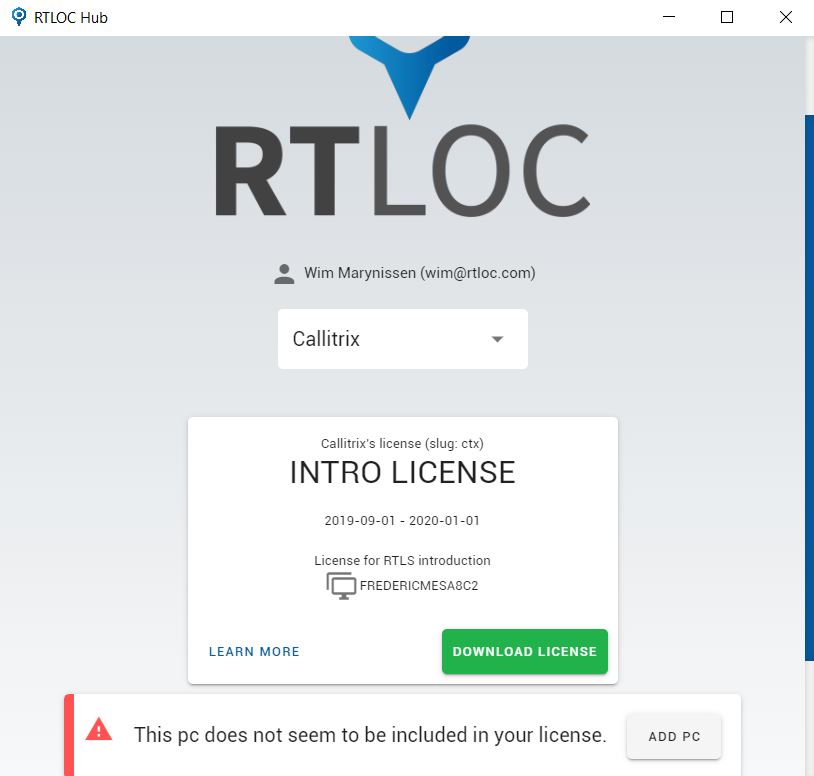 RTLOC Hub
RTLOC
Wim Marynissen (wim@rtloc.com)
Callitrix
Callitrix's license (slug: ctx)
INTRO LICENSE
2019-09-01 - 2020-01-01
License for RTLS introduction
FREDERICMESA8C2
LEARN MORE
DOWNLOAD LICENSE
This pc does not seem to be included in your license.
ADD PC